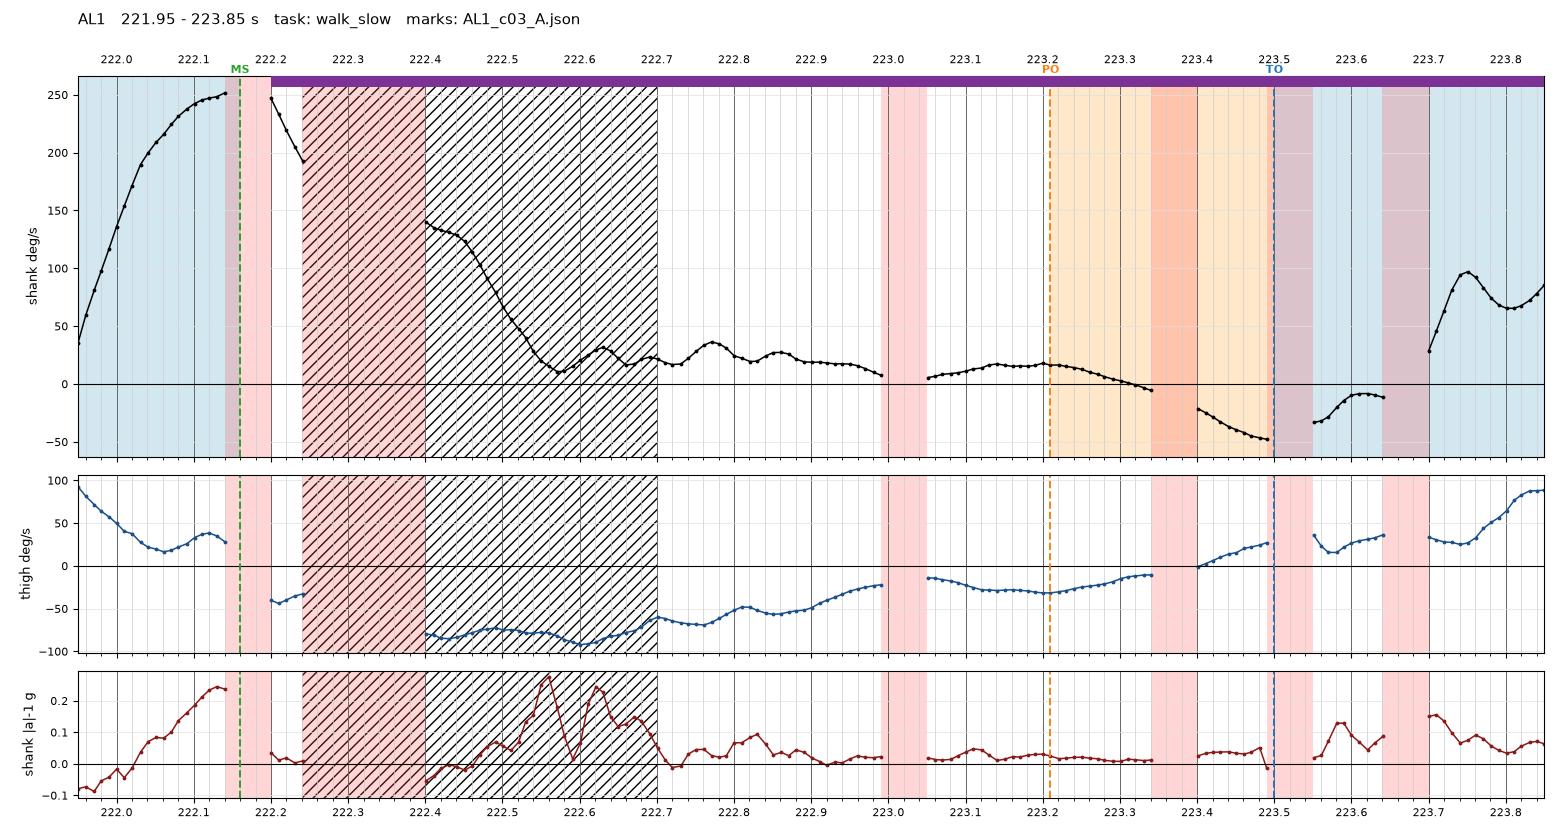 AL1 221.95 - 223.85 s task: walk_slow marks: AL1_c03_A.json
222.0 222.1 222.2 222.3 222.4 222.5 222.6 222.7 222.8 222.9 223.0 223.1 223.2 223.3 223.4 223.5 223.6 223.7 223.8
MS PO TO
shank deg/s
250
200
150
100
50
0
−50
thigh deg/s
100
50
0
−50
−100
shank |a|-1 g
0.2
0.1
0.0
−0.1
222.0 222.1 222.2 222.3 222.4 222.5 222.6 222.7 222.8 222.9 223.0 223.1 223.2 223.3 223.4 223.5 223.6 223.7 223.8